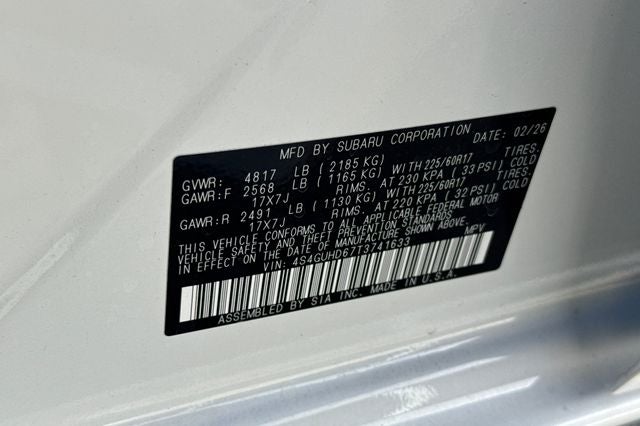 MFD BY SUBARU CORPORATION DATE: 02/26
GVWR: 4817 LB (2185 KG)
GAWR:F 2568 LB (1165 KG) WITH 225/60R17 TIRES.
17X7J RIMS. AT 230 KPA (33 PSI) COLD
GAWR:R 2491 LB (1130 KG) WITH 225/60R17 TIRES.
17X7J RIMS. AT 220 KPA (32 PSI) COLD
THIS VEHICLE CONFORMS TO ALL APPLICABLE FEDERAL MOTOR
VEHICLE SAFETY AND THEFT PREVENTION STANDARDS
IN EFFECT ON THE DATE OF MANUFACTURE SHOWN ABOVE.
VIN: 4S4GUHD67T3741633 MPV
ASSEMBLED BY SIA INC. MADE IN U.S.A.